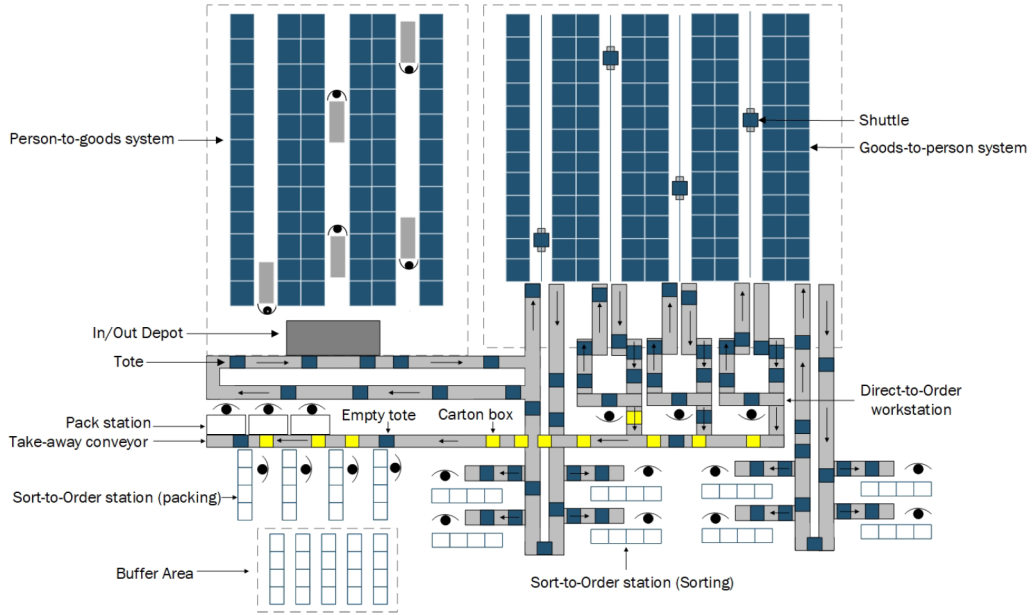 Shuttle
Person-to-goods system
Goods-to-person system
In/Out Depot
Tote
Direct-to-Order
workstation
Pack station
Empty tote
Carton box
Take-away conveyor
Sort-to-Order station (packing)
Buffer Area
Sort-to-Order station (Sorting)